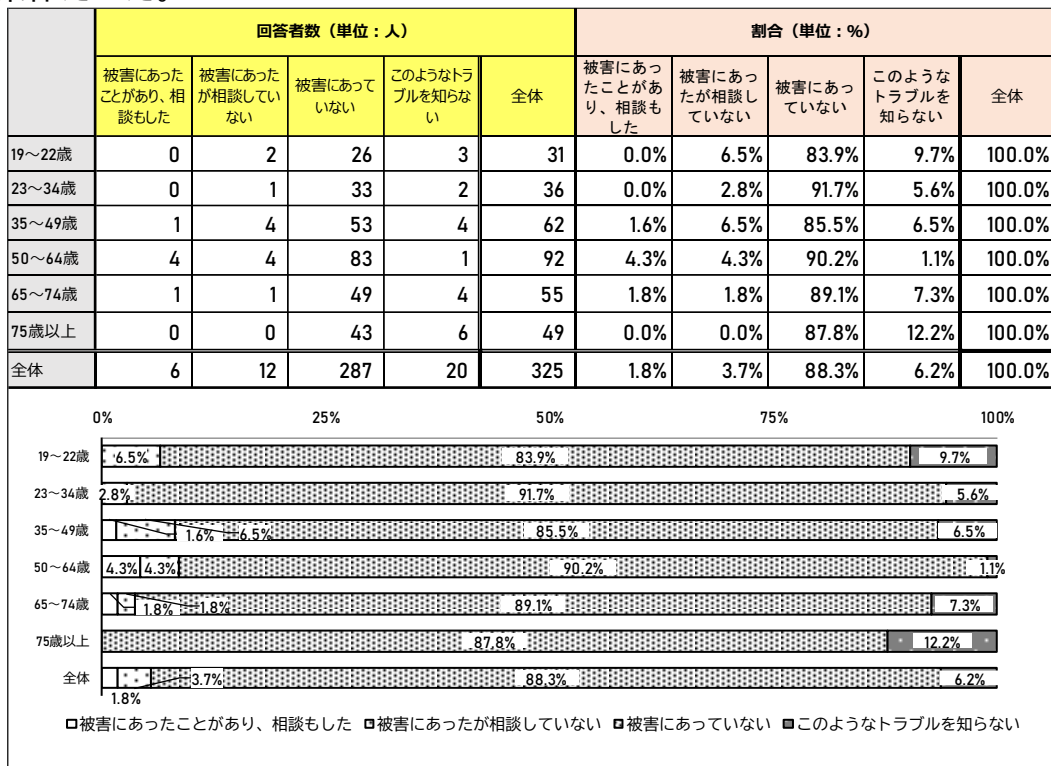 回答者数（単位：人） 割合（単位：%）
被害にあったことがあり、相談もした 被害にあったが相談していない 被害にあっていない このようなトラブルを知らない 全体 被害にあったことがあり、相談もした 被害にあったが相談していない 被害にあっていない このようなトラブルを知らない 全体
19～22歳 0 2 26 3 31 0.0% 6.5% 83.9% 9.7% 100.0%
23～34歳 0 1 33 2 36 0.0% 2.8% 91.7% 5.6% 100.0%
35～49歳 1 4 53 4 62 1.6% 6.5% 85.5% 6.5% 100.0%
50～64歳 4 4 83 1 92 4.3% 4.3% 90.2% 1.1% 100.0%
65～74歳 1 1 49 4 55 1.8% 1.8% 89.1% 7.3% 100.0%
75歳以上 0 0 43 6 49 0.0% 0.0% 87.8% 12.2% 100.0%
全体 6 12 287 20 325 1.8% 3.7% 88.3% 6.2% 100.0%
0% 25% 50% 75% 100%
19～22歳 6.5% 83.9% 9.7%
23～34歳 2.8% 91.7% 5.6%
35～49歳 1.6% 6.5% 85.5% 6.5%
50～64歳 4.3% 4.3% 90.2% 1.1%
65～74歳 1.8% 1.8% 89.1% 7.3%
75歳以上 87.8% 12.2%
全体 3.7% 88.3% 6.2%
1.8%
被害にあったことがあり、相談もした 被害にあったが相談していない 被害にあっていない このようなトラブルを知らない